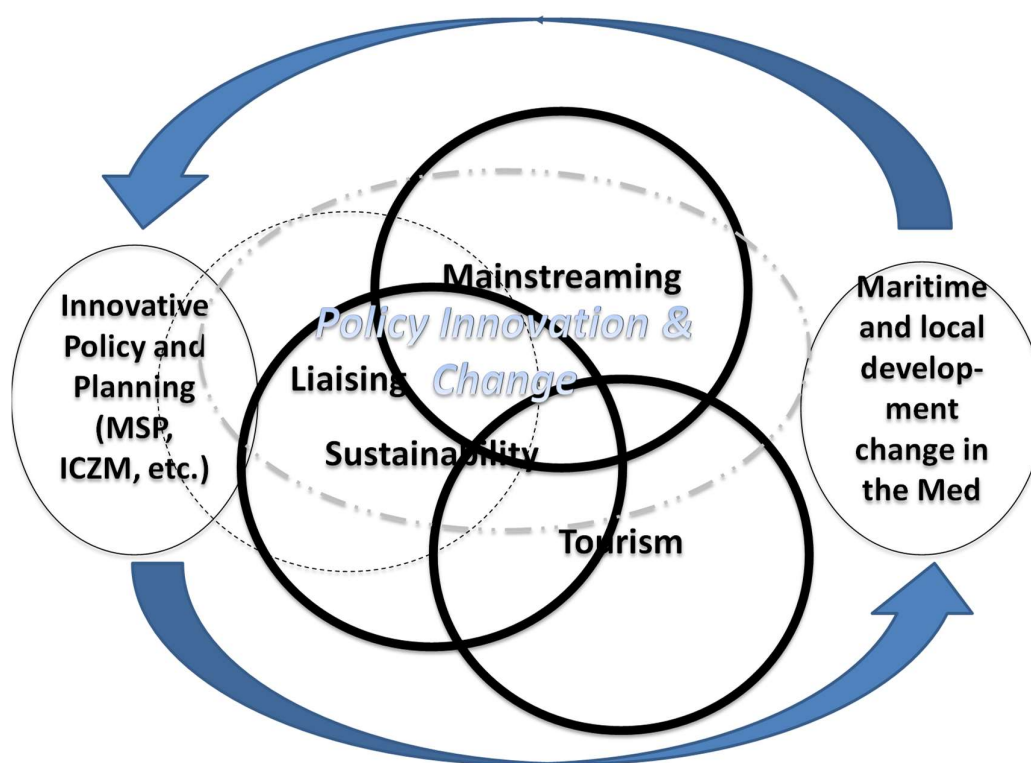 Innovative
Policy and
Planning
(MSP,
ICZM, etc.)
Mainstreaming
Policy Innovation &
Change
Liaising
Sustainability
Tourism
Maritime
and local
develop-
ment
change in
the Med